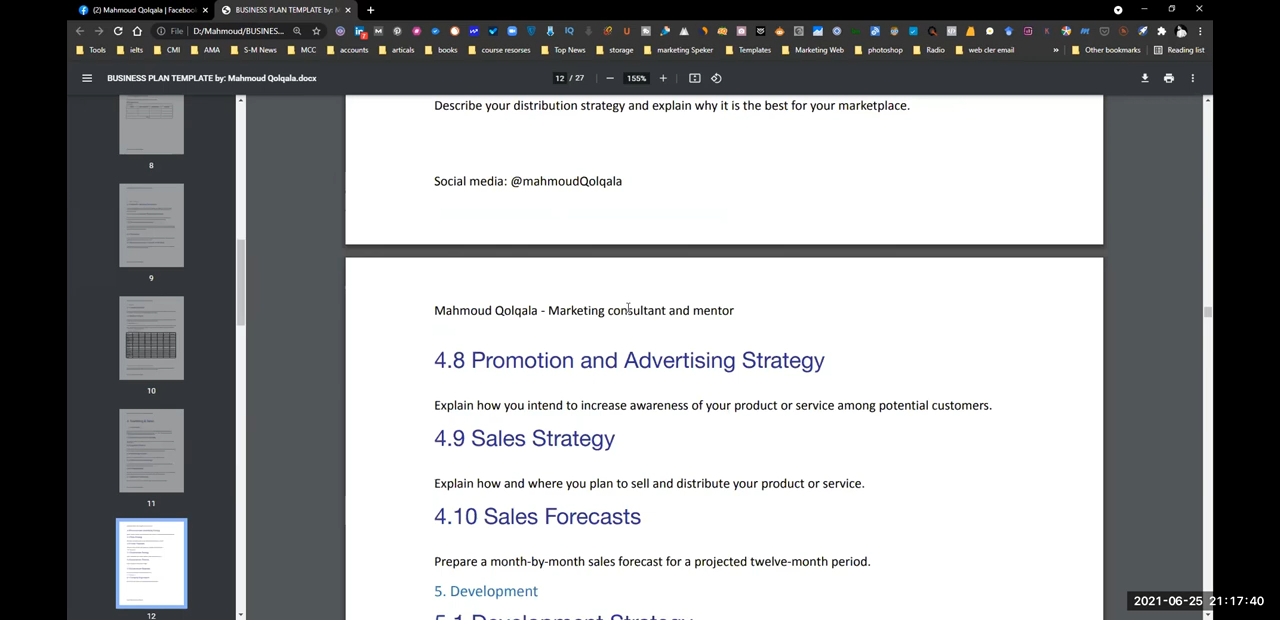 (2) Mahmoud Qolqala | Facebook
BUSINESS PLAN TEMPLATE by: M
File | D:/Mahmoud/BUSINES...
Tools ielts CMI AMA S-M News MCC accounts articals books course resorses Top News storage marketing Speker Templates Marketing Web photoshop Radio web cler email » Other bookmarks Reading list
BUSINESS PLAN TEMPLATE by: Mahmoud Qolqala.docx 12 / 27 155%
8
9
10
11
12
Describe your distribution strategy and explain why it is the best for your marketplace.
Social media: @mahmoudQolqala
Mahmoud Qolqala - Marketing consultant and mentor
4.8 Promotion and Advertising Strategy
Explain how you intend to increase awareness of your product or service among potential customers.
4.9 Sales Strategy
Explain how and where you plan to sell and distribute your product or service.
4.10 Sales Forecasts
Prepare a month-by-month sales forecast for a projected twelve-month period.
5. Development
5.1 Development Strategy
2021-06-25 21:17:40